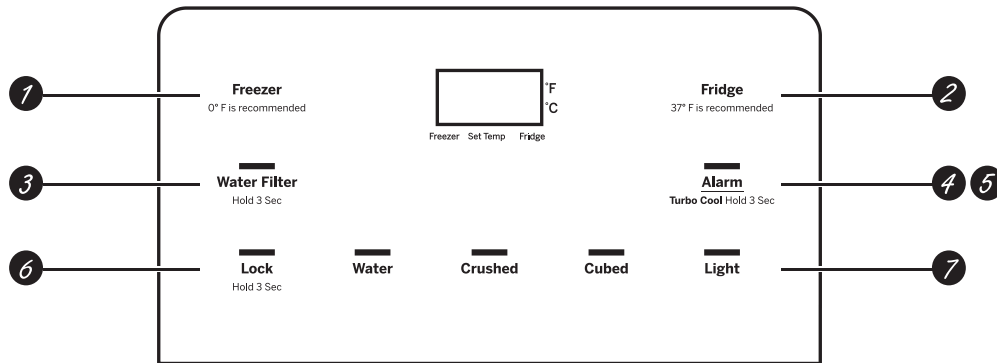 1
Freezer
0° F is recommended
°F
°C
Freezer Set Temp Fridge
Fridge
37° F is recommended
2
3
Water Filter
Hold 3 Sec
Alarm
Turbo Cool Hold 3 Sec
4 5
6
Lock
Hold 3 Sec
Water
Crushed
Cubed
Light
7